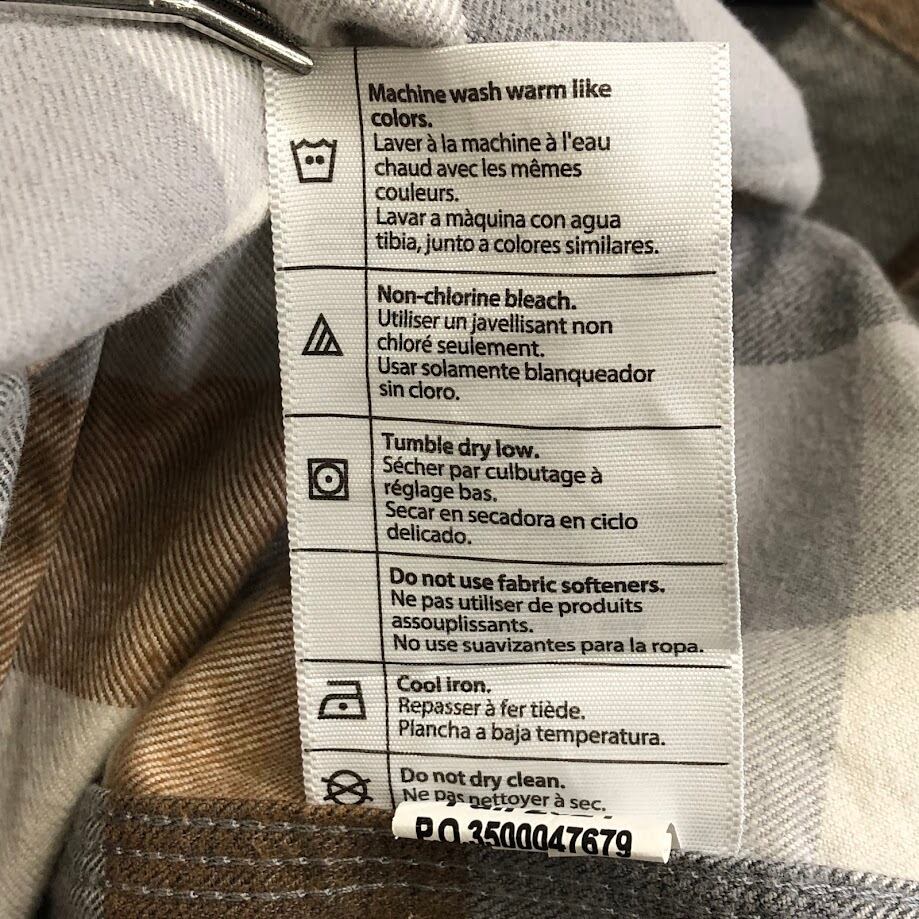 Machine wash warm like
colors.
Laver à la machine à l'eau
chaud avec les mêmes
couleurs.
Lavar a màquina con agua
tibia, junto a colores similares.
Non-chlorine bleach.
Utiliser un javellisant non
chloré seulement.
Usar solamente blanqueador
sin cloro.
Tumble dry low.
Sécher par culbutage à
réglage bas.
Secar en secadora en ciclo
delicado.
Do not use fabric softeners.
Ne pas utiliser de produits
assouplissants.
No use suavizantes para la ropa.
Cool iron.
Repasser à fer tiède.
Plancha a baja temperatura.
Do not dry clean.
Ne pas nettoyer à sec.
P.O 3500047679